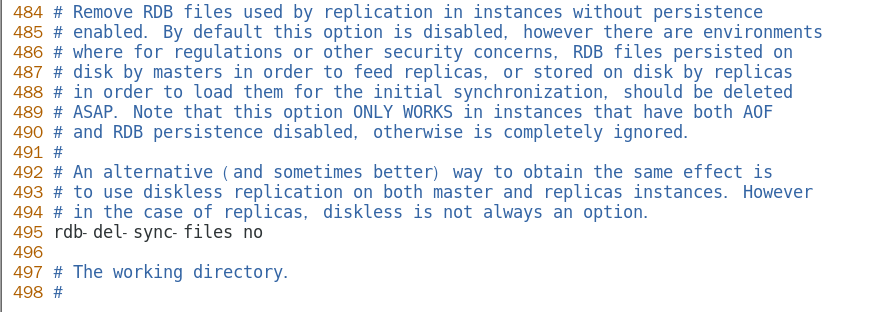 484 # Remove RDB files used by replication in instances without persistence
485 # enabled. By default this option is disabled, however there are environments
486 # where for regulations or other security concerns, RDB files persisted on
487 # disk by masters in order to feed replicas, or stored on disk by replicas
488 # in order to load them for the initial synchronization, should be deleted
489 # ASAP. Note that this option ONLY WORKS in instances that have both AOF
490 # and RDB persistence disabled, otherwise is completely ignored.
491 #
492 # An alternative (and sometimes better) way to obtain the same effect is
493 # to use diskless replication on both master and replicas instances. However
494 # in the case of replicas, diskless is not always an option.
495 rdb-del-sync-files no
496
497 # The working directory.
498 #